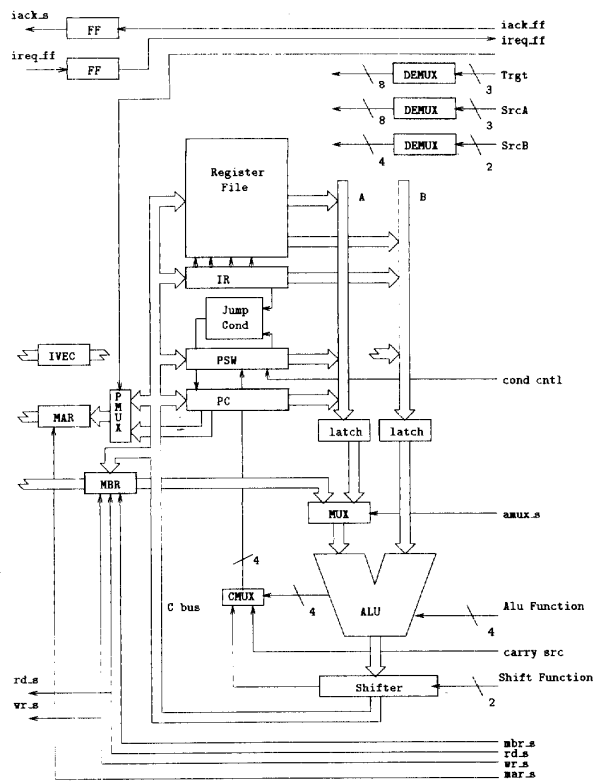 iack_s
FF
iack_ff
ireq_ff
ireq_ff
FF
8
DEMUX
3
Trgt
8
DEMUX
3
SrcA
4
DEMUX
2
SrcB
Register
File
A
B
IR
Jump
Cond
IVEC
PSW
cond cntl
PMUX
PC
MAR
latch
latch
MBR
MUX
amux_s
4
CMUX
4
ALU
C bus
Alu Function
4
carry src
Shifter
Shift Function
2
rd_s
wr_s
mbr_s
rd_s
wr_s
mar_s